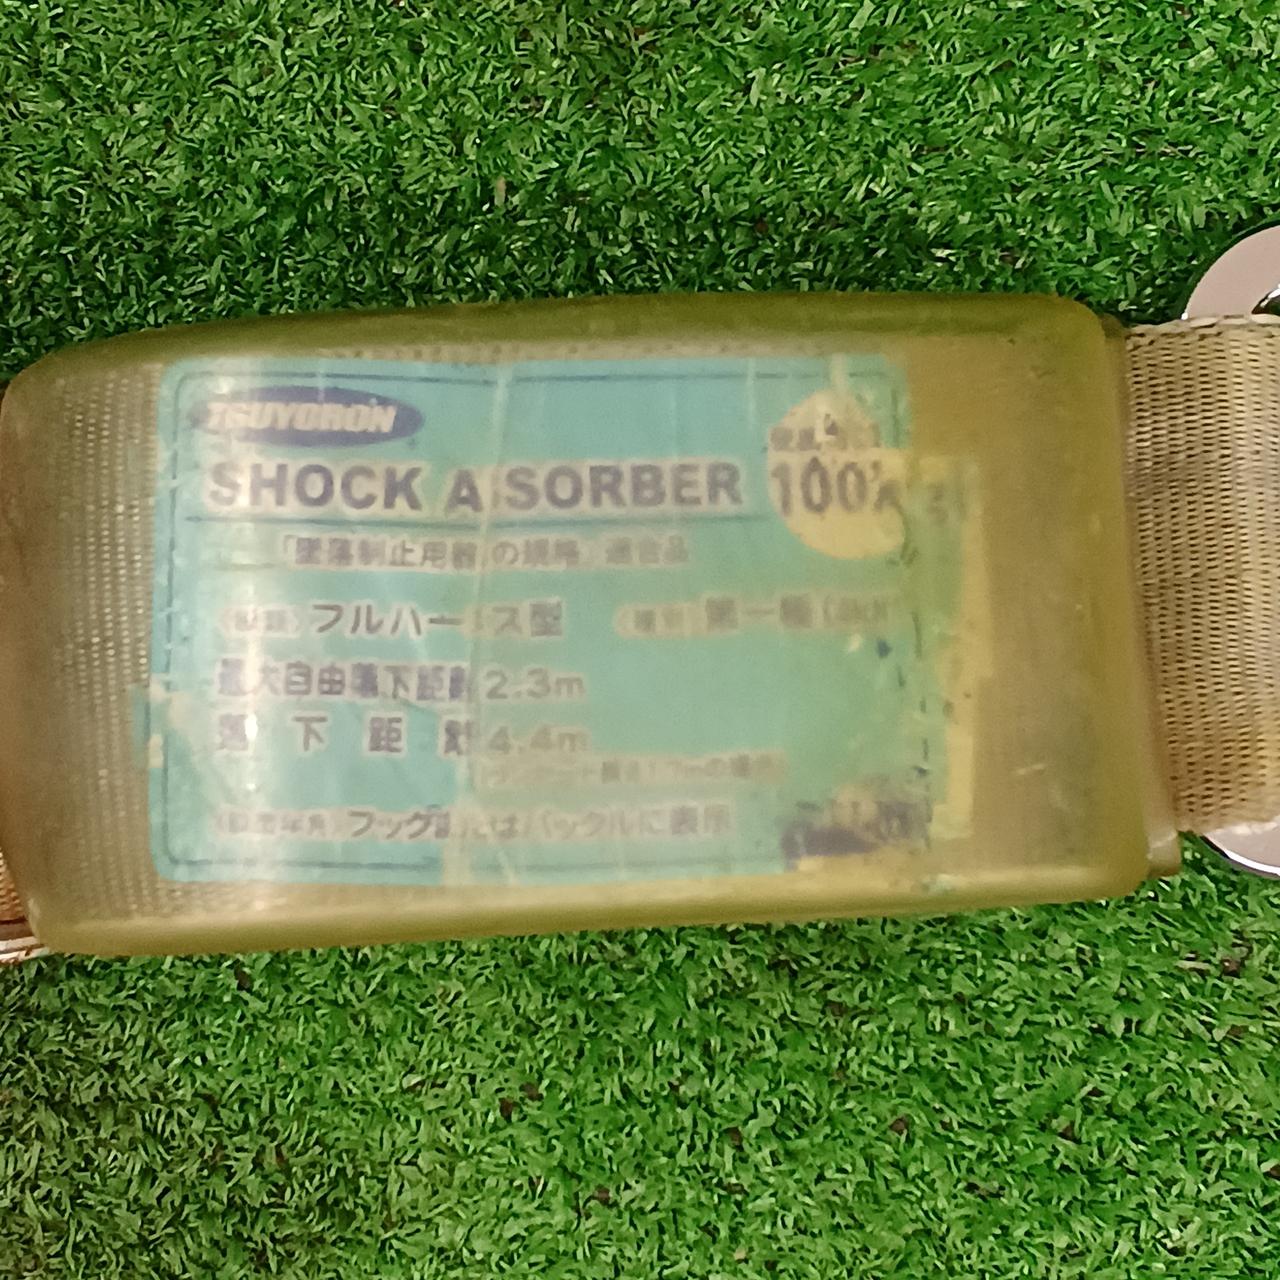 TSUYORON
SHOCK A SORBER
100
「墜落制止用器 の規格」適合品
フルハー ス型
第一種
最大自由落下距離 2.3m
落下距離 4.4m
フック または バックルに表示